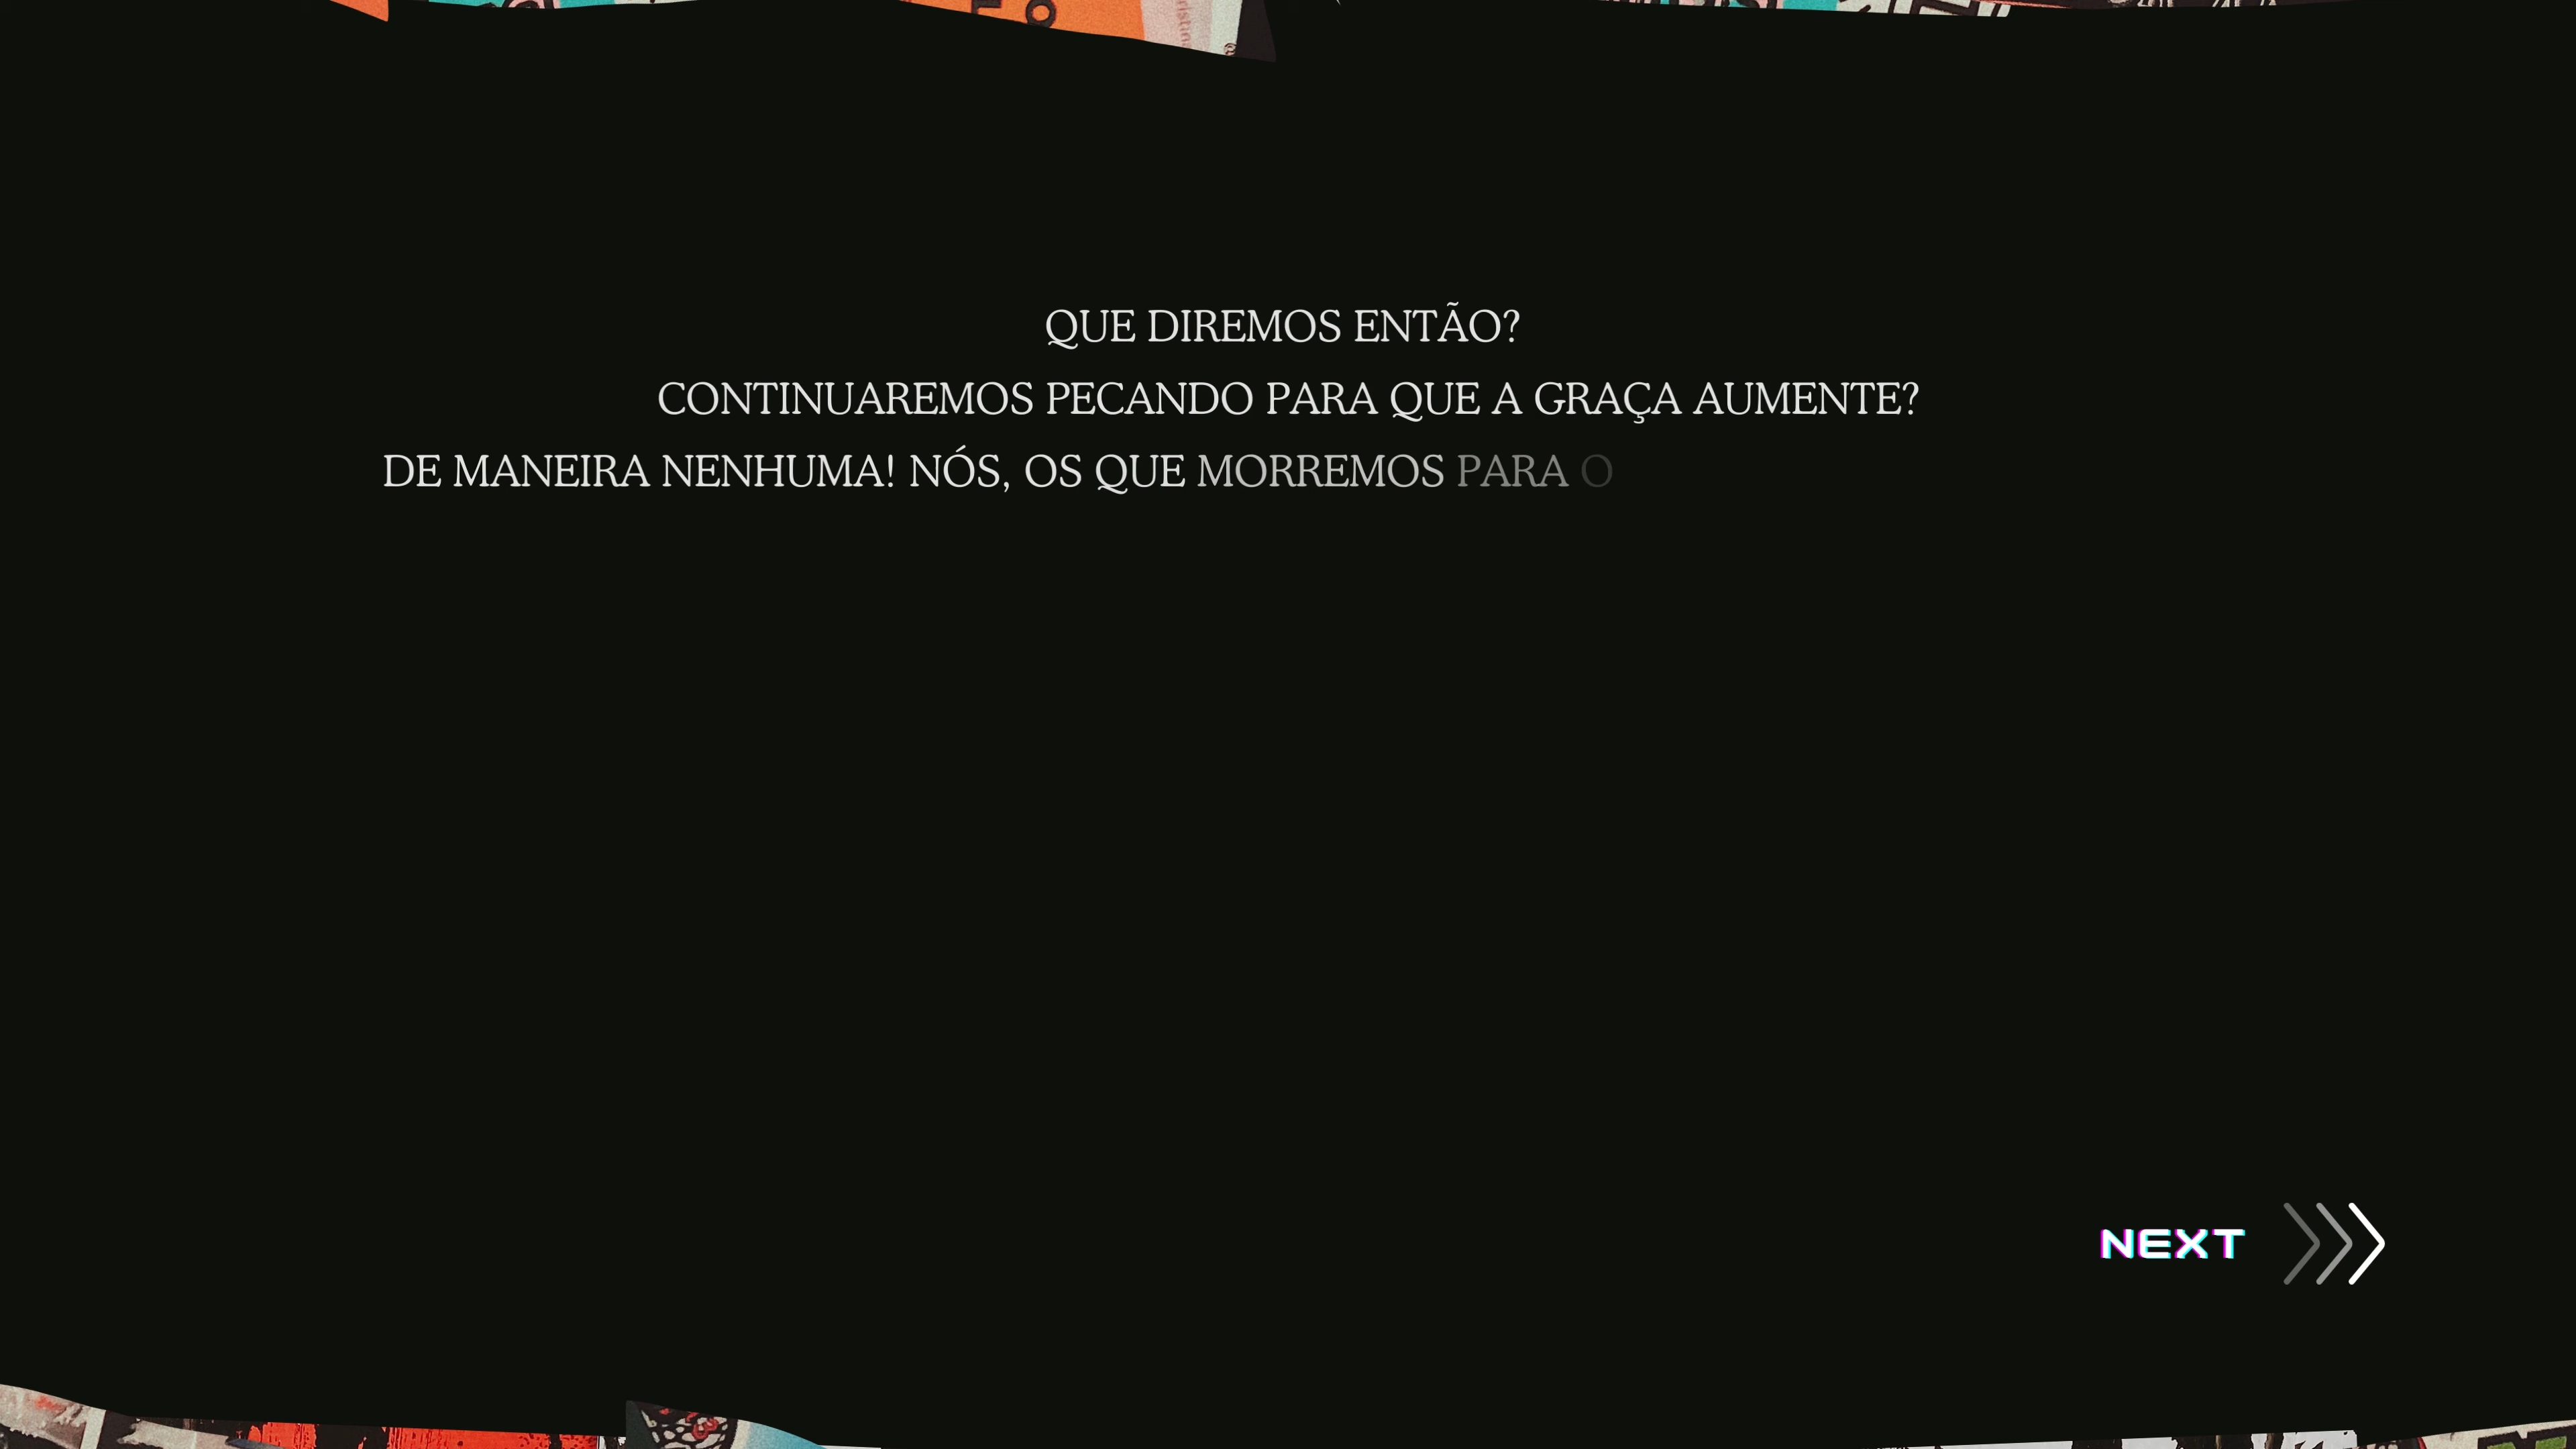 QUE DIREMOS ENTÃO?
CONTINUAREMOS PECANDO PARA QUE A GRAÇA AUMENTE?
DE MANEIRA NENHUMA! NÓS, OS QUE MORREMOS PARA O
NEXT